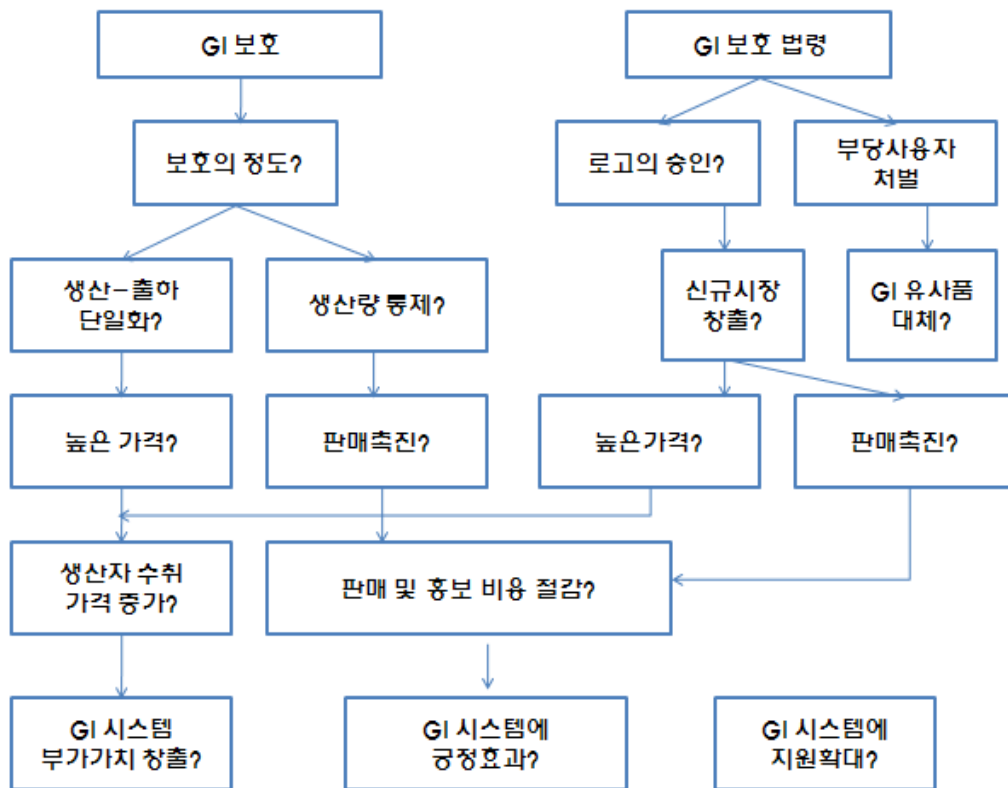 GI 보호
GI 보호 법령
보호의 정도?
로고의 승인?
부당사용자
처벌
생산-출하
단일화?
생산량 통제?
신규시장
창출?
GI 유사품
대체?
높은 가격?
판매촉진?
높은가격?
판매촉진?
생산자 수취
가격 증가?
판매 및 홍보 비용 절감?
GI 시스템
부가가치 창출?
GI 시스템에
긍정효과?
GI 시스템에
지원확대?